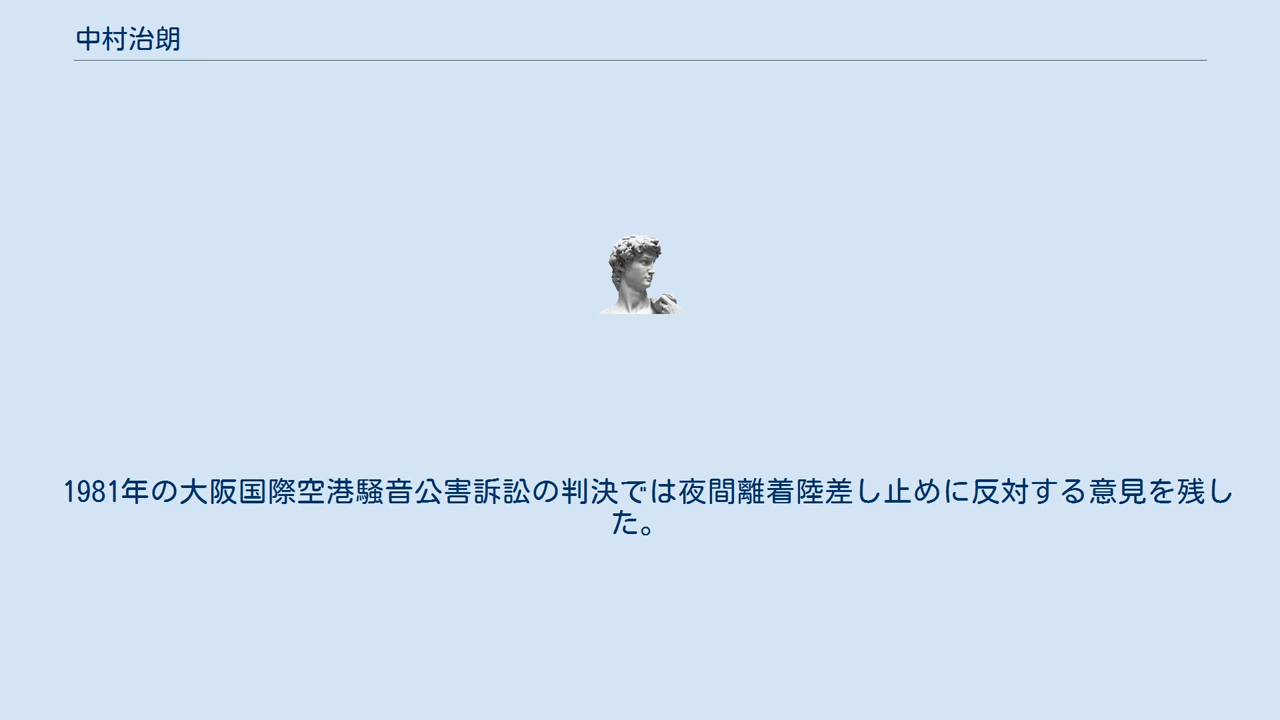 中村治朗
1981年の大阪国際空港騒音公害訴訟の判決では夜間離着陸差し止めに反対する意見を残し
た。